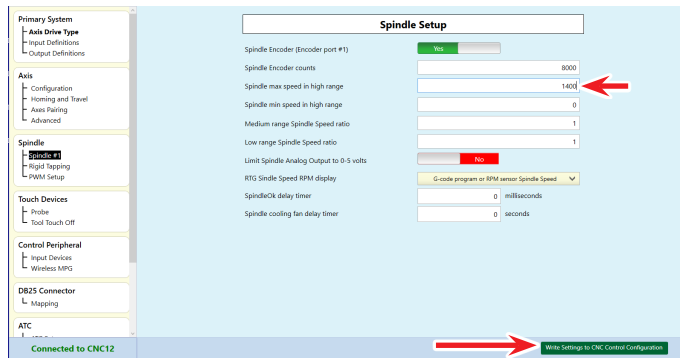 Primary System
Axis Drive Type
Input Definitions
Output Definitions
Axis
Configuration
Homing and Travel
Axes Pairing
Advanced
Spindle
Spindle #1
Rigid Tapping
PWM Setup
Touch Devices
Probe
Tool Touch Off
Control Peripheral
Input Devices
Wireless MPG
DB25 Connector
Mapping
ATC
Connected to CNC12
Spindle Setup
Spindle Encoder (Encoder port #1) Yes
Spindle Encoder counts 8000
Spindle max speed in high range 1400
Spindle min speed in high range 0
Medium range Spindle Speed ratio 1
Low range Spindle Speed ratio 1
Limit Spindle Analog Output to 0-5 volts No
RTG Sindle Speed RPM display G-code program or RPM sensor Spindle Speed
SpindleOk delay timer 0 milliseconds
Spindle cooling fan delay timer 0 seconds
Write Settings to CNC Control Configuration